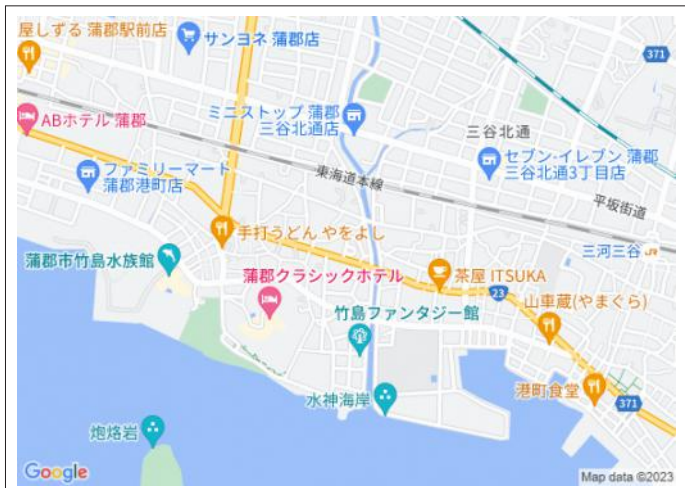 屋しずる 蒲郡駅前店
サンヨネ 蒲郡店
371
ABホテル 蒲郡
ミニストップ 蒲郡
三谷北通店
三谷北通
ファミリーマート
蒲郡港町店
東海道本線
セブン-イレブン 蒲郡
三谷北通3丁目店
平坂街道
手打うどん やをよし
三河三谷
蒲郡市竹島水族館
蒲郡クラシックホテル
茶屋 ITSUKA
23
山車蔵(やまぐら)
竹島ファンタジー館
港町食堂
水神海岸
371
炮烙岩
Google
Map data ©2023